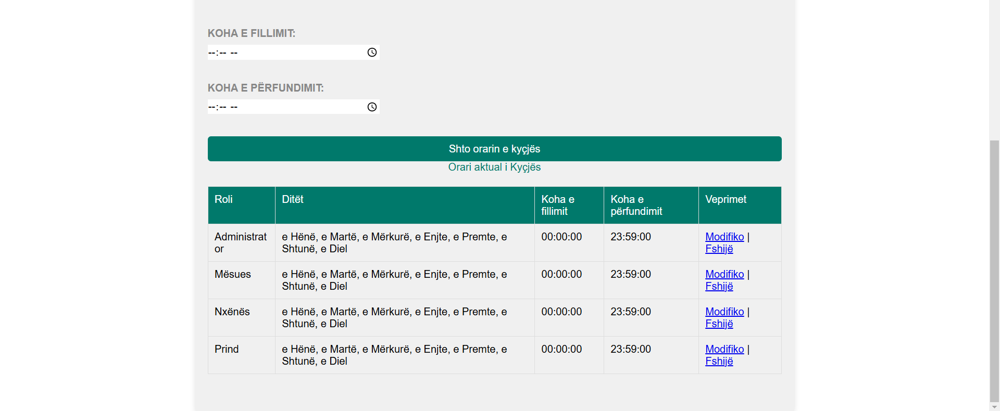 KOHA E FILLIMIT:
--:-- --
KOHA E PËRFUNDIMIT:
--:-- --
Shto orarin e kyçjës
Orari aktual i Kyçjës
Roli Ditët Koha e Koha e Veprimet
fillimit përfundimit
Administrat e Hënë, e Martë, e Mërkurë, e Enjte, e Premte, e 00:00:00 23:59:00 Modifiko |
or Shtunë, e Diel Fshijë
Mësues e Hënë, e Martë, e Mërkurë, e Enjte, e Premte, e 00:00:00 23:59:00 Modifiko |
Shtunë, e Diel Fshijë
Nxënës e Hënë, e Martë, e Mërkurë, e Enjte, e Premte, e 00:00:00 23:59:00 Modifiko |
Shtunë, e Diel Fshijë
Prind e Hënë, e Martë, e Mërkurë, e Enjte, e Premte, e 00:00:00 23:59:00 Modifiko |
Shtunë, e Diel Fshijë